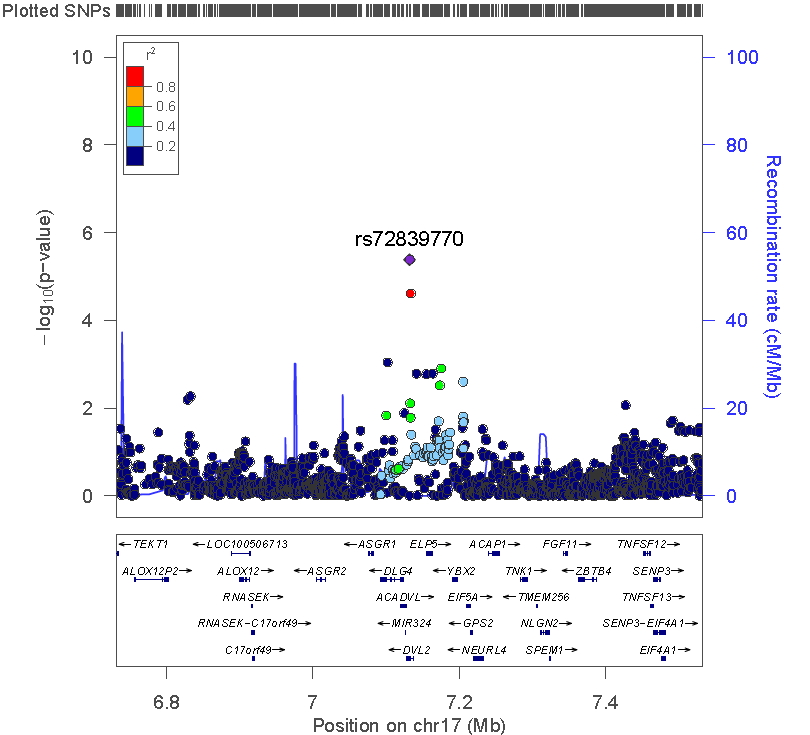 Plotted SNPs
r2
0.8
0.6
0.4
0.2
rs72839770
10
8
6
4
2
0
−log10(p−value)
100
80
60
40
20
0
Recombination rate (cM/Mb)
←TEKT1 ←LOC100506713 ←ASGR1 ELP5→ ACAP1→ FGF11→ TNFSF12→
ALOX12P2→ ALOX12→ ←ASGR2 ←DLG4 ←YBX2 TNK1→ ←ZBTB4 SENP3→
RNASEK→ ACADVL→ EIF5A→ ←TMEM256 TNFSF13→
RNASEK−C17orf49→ ←MIR324 ←GPS2 NLGN2→ SENP3−EIF4A1→
C17orf49→ ←DVL2 ←NEURL4 SPEM1→ EIF4A1→
6.8 7 7.2 7.4
Position on chr17 (Mb)